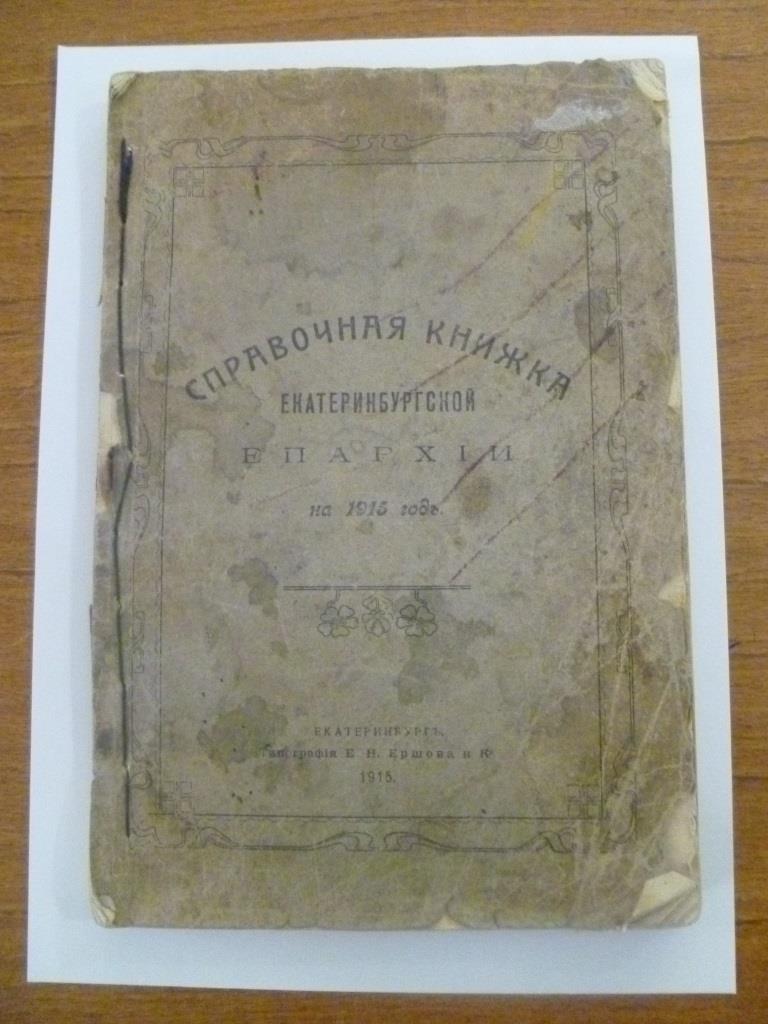 СПРАВОЧНАЯ КНИЖКА
ЕКАТЕРИНБУРГСКОЙ
ЕПАРХІИ
на 1915 годъ.
ЕКАТЕРИНБУРГЪ.
Типографія Е. Н. Ершова и К
1915.